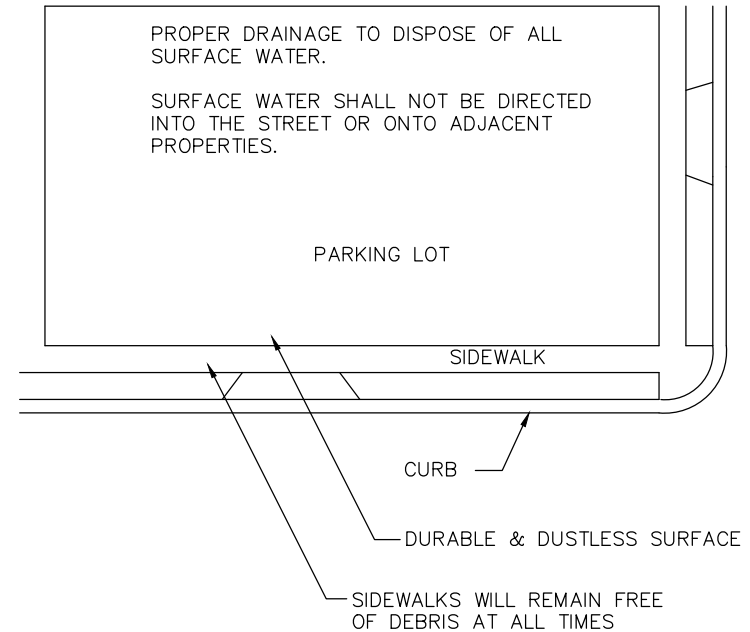 PROPER DRAINAGE TO DISPOSE OF ALL
SURFACE WATER.
SURFACE WATER SHALL NOT BE DIRECTED
INTO THE STREET OR ONTO ADJACENT
PROPERTIES.
PARKING LOT
SIDEWALK
CURB
DURABLE & DUSTLESS SURFACE
SIDEWALKS WILL REMAIN FREE
OF DEBRIS AT ALL TIMES